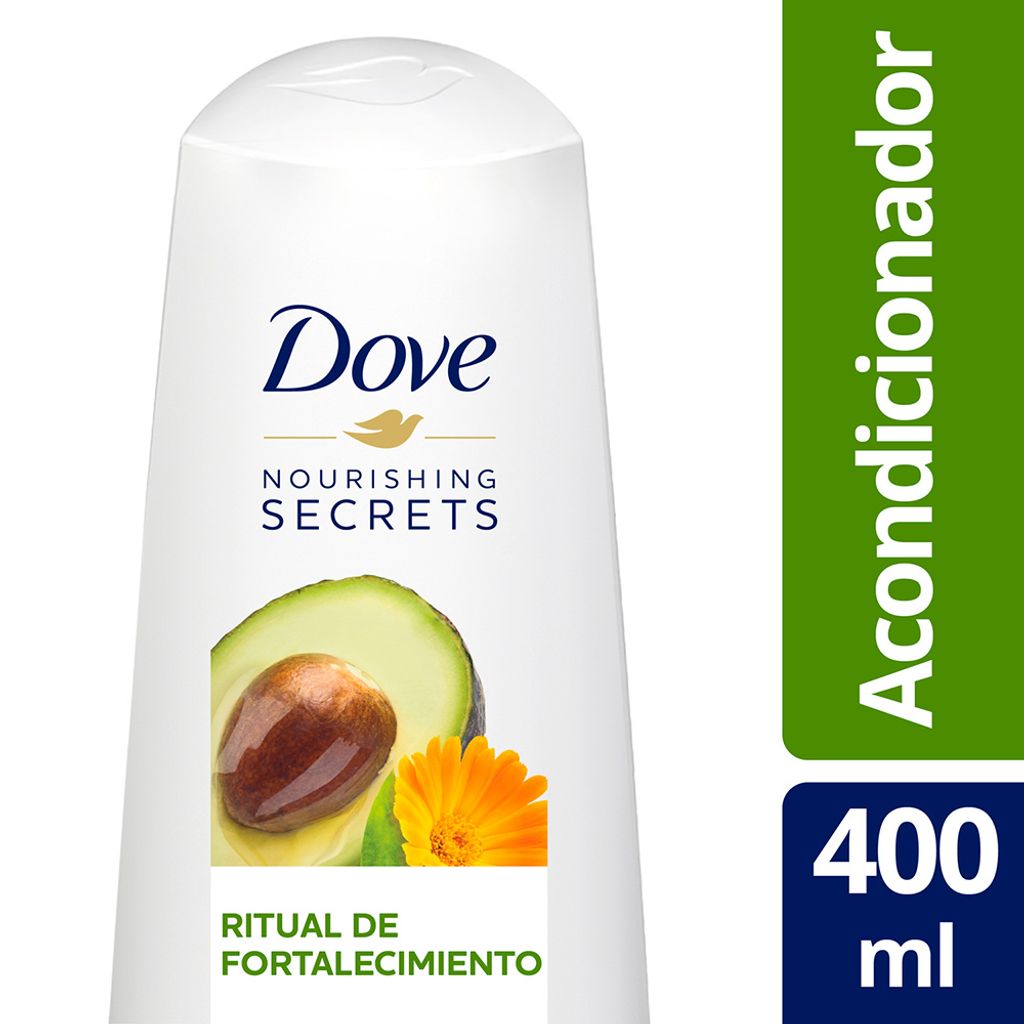 Dove
NOURISHING
SECRETS
RITUAL DE
FORTALECIMIENTO
Acondicionador
400
ml